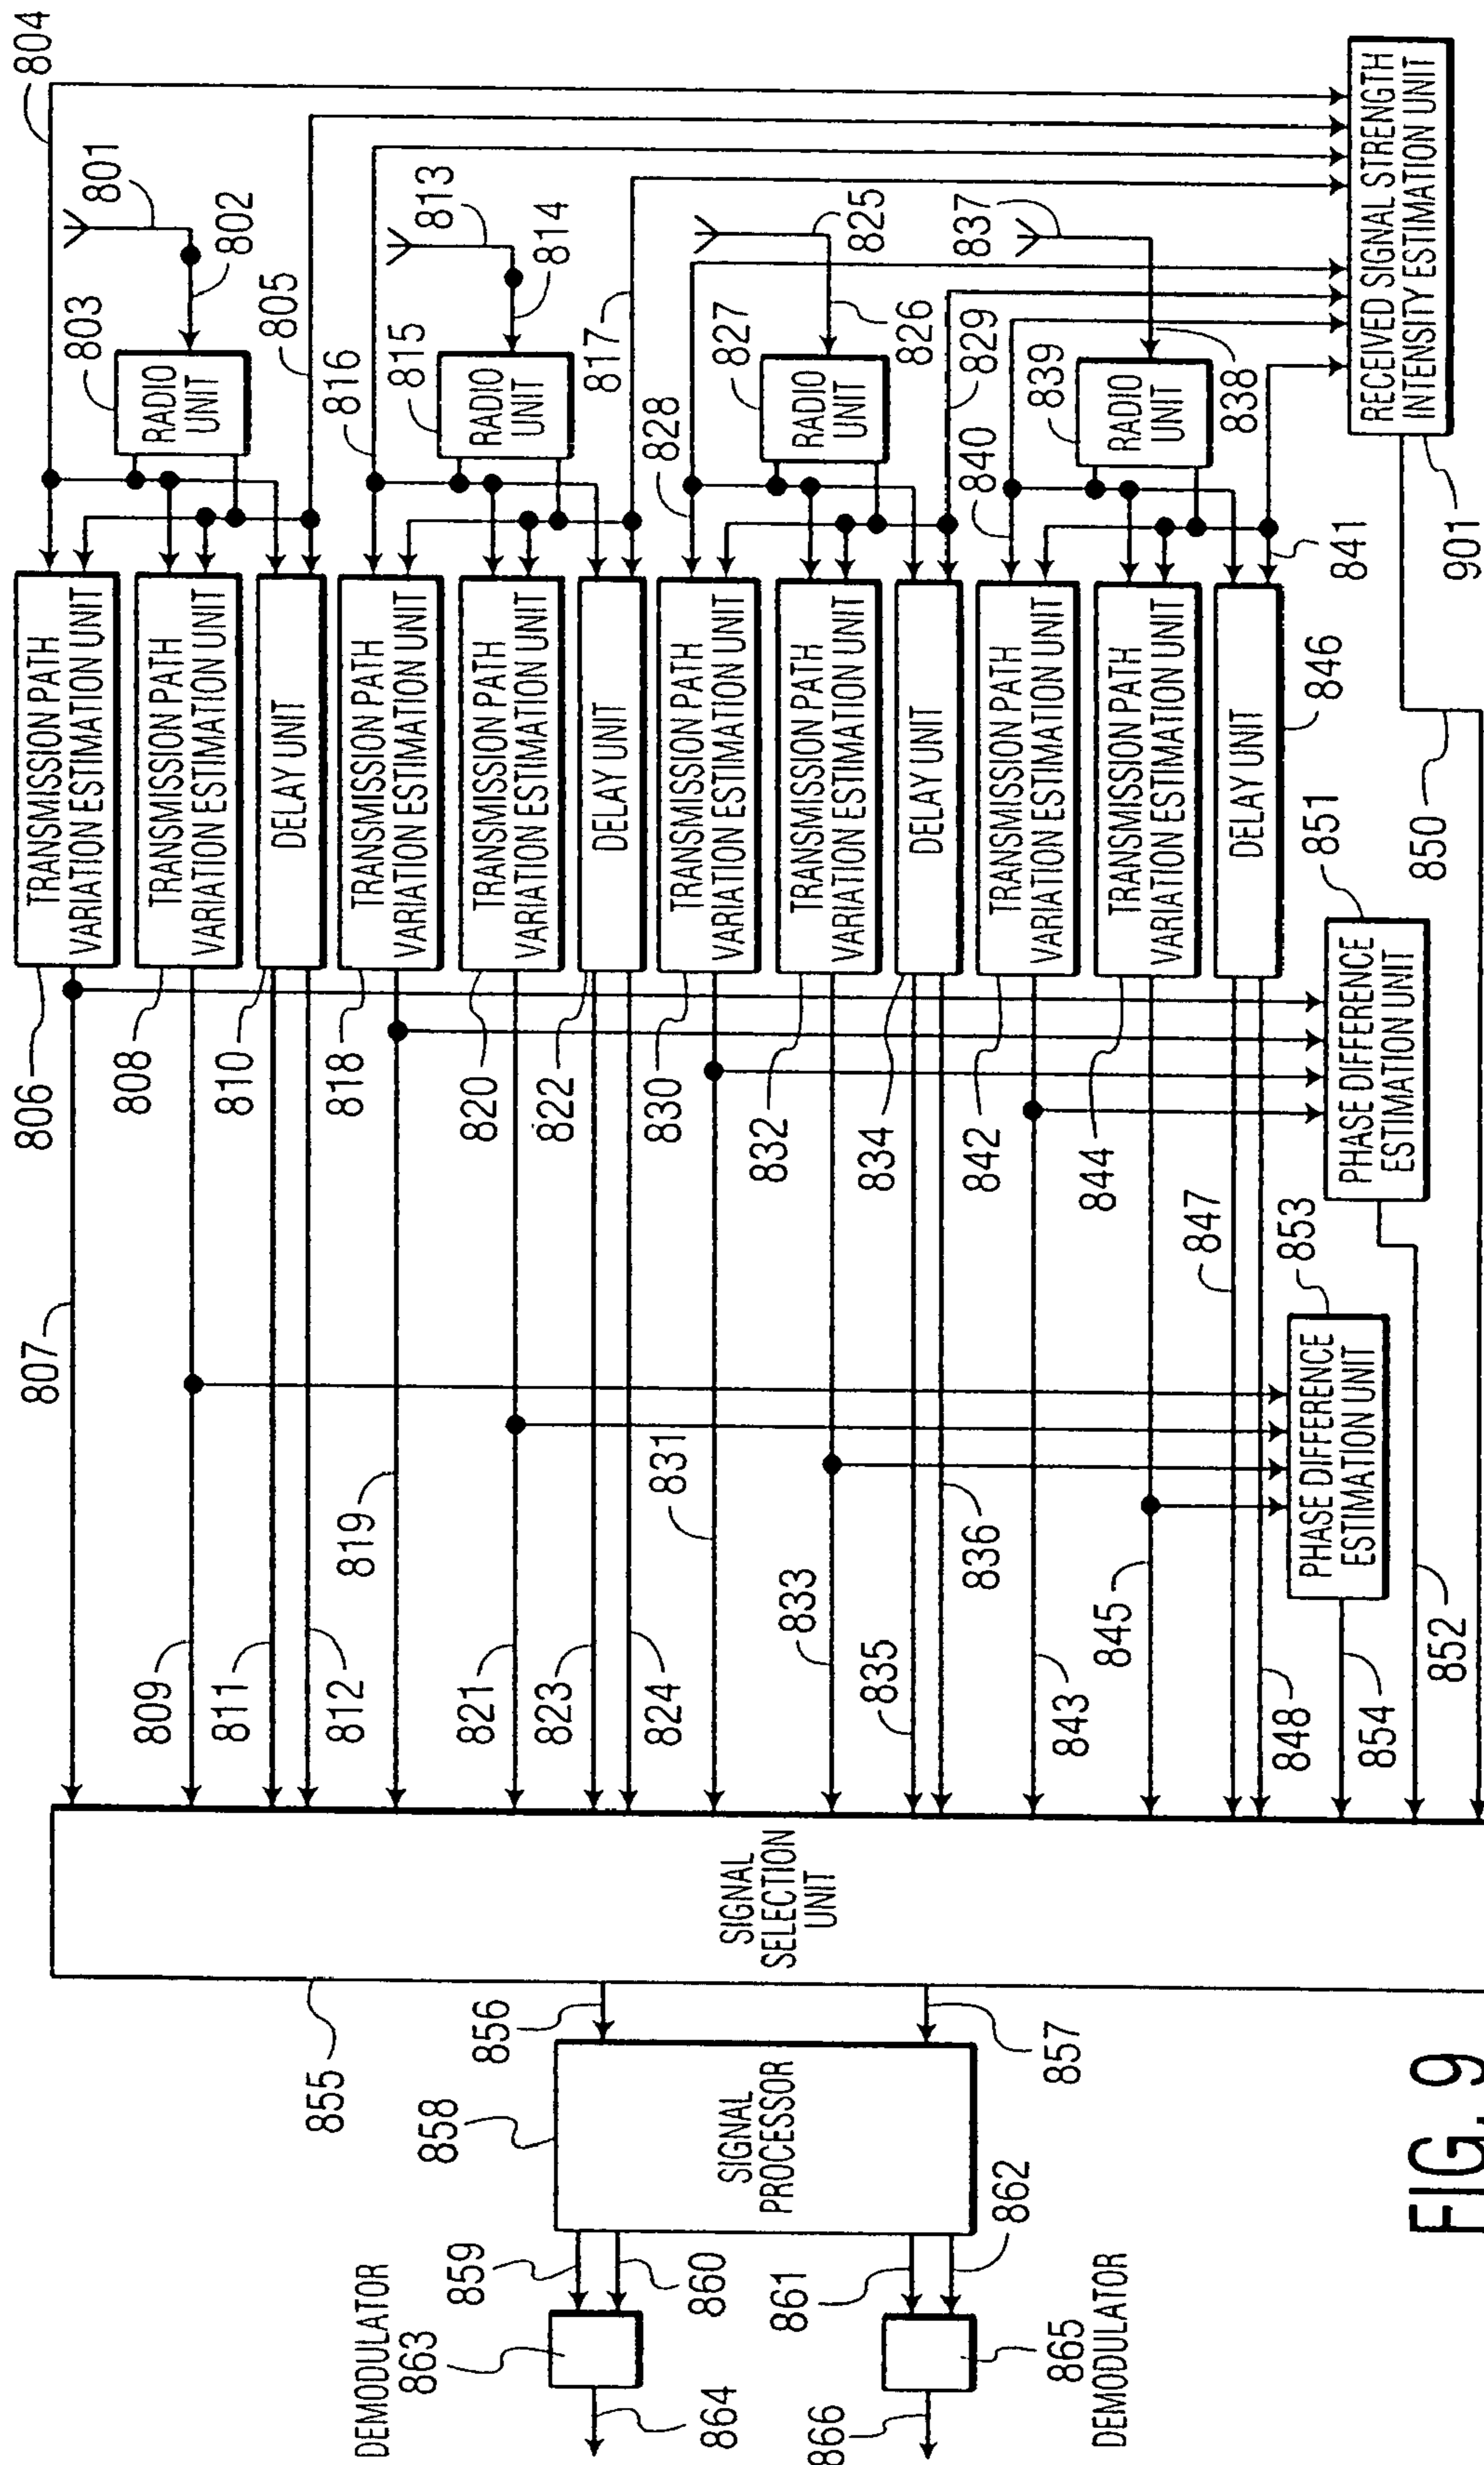 804
801
802
803
RADIO
UNIT
805
TRANSMISSION PATH
VARIATION ESTIMATION UNIT
806
807
TRANSMISSION PATH
VARIATION ESTIMATION UNIT
808
809
DELAY UNIT
810
811
812
813
814
815
RADIO
UNIT
816
817
TRANSMISSION PATH
VARIATION ESTIMATION UNIT
818
819
TRANSMISSION PATH
VARIATION ESTIMATION UNIT
820
821
DELAY UNIT
822
823
824
825
826
827
RADIO
UNIT
828
829
TRANSMISSION PATH
VARIATION ESTIMATION UNIT
830
831
TRANSMISSION PATH
VARIATION ESTIMATION UNIT
832
833
DELAY UNIT
834
835
836
837
838
839
RADIO
UNIT
840
841
TRANSMISSION PATH
VARIATION ESTIMATION UNIT
842
843
TRANSMISSION PATH
VARIATION ESTIMATION UNIT
844
845
DELAY UNIT
846
847
848
RECEIVED SIGNAL STRENGTH
INTENSITY ESTIMATION UNIT
901
850
851
PHASE DIFFERENCE
ESTIMATION UNIT
852
853
PHASE DIFFERENCE
ESTIMATION UNIT
854
SIGNAL
SELECTION
UNIT
855
856
857
858
SIGNAL
PROCESSOR
859
860
861
862
DEMODULATOR
863
864
865
DEMODULATOR
866
FIG. 9